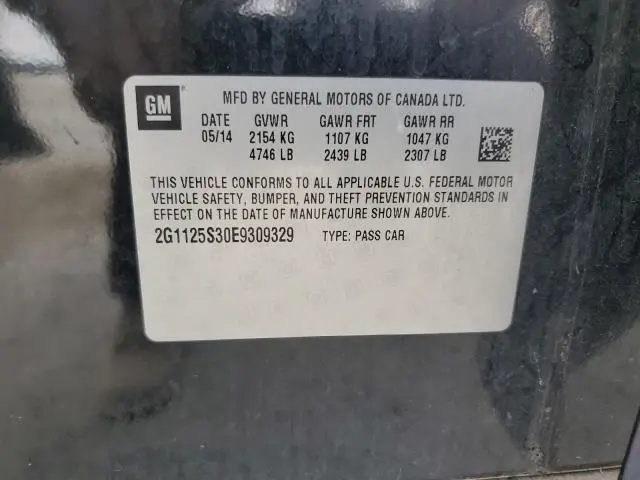 GM MFD BY GENERAL MOTORS OF CANADA LTD.
DATE GVWR GAWR FRT GAWR RR
05/14 2154 KG 1107 KG 1047 KG
4746 LB 2439 LB 2307 LB
THIS VEHICLE CONFORMS TO ALL APPLICABLE U.S. FEDERAL MOTOR
VEHICLE SAFETY, BUMPER, AND THEFT PREVENTION STANDARDS IN
EFFECT ON THE DATE OF MANUFACTURE SHOWN ABOVE.
2G1125S30E9309329 TYPE: PASS CAR